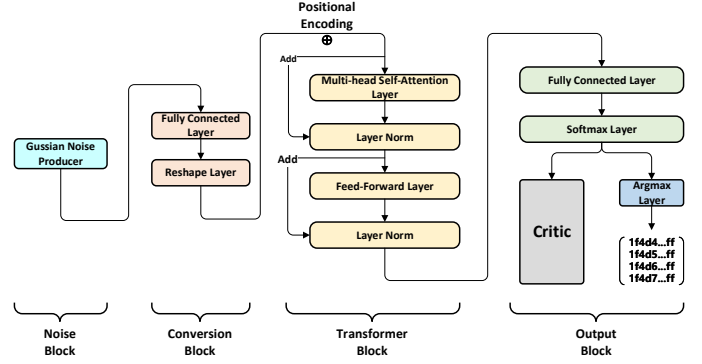 Positional
Encoding
Add
Multi-head Self-Attention
Layer
Layer Norm
Add
Feed-Forward Layer
Layer Norm
Fully Connected
Layer
Reshape Layer
Gussian Noise
Producer
Fully Connected Layer
Softmax Layer
Critic
Argmax
Layer
1f4d4...ff
1f4d5...ff
1f4d6...ff
1f4d7...ff
Noise
Block
Conversion
Block
Transformer
Block
Output
Block